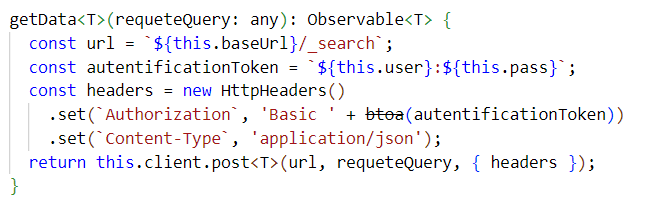 getData<T>(requeteQuery: any): Observable<T> {
const url = `${this.baseUrl}/_search`;
const autentificationToken = `${this.user}:${this.pass}`;
const headers = new HttpHeaders()
.set(`Authorization`, 'Basic ' + btoa(autentificationToken))
.set(`Content-Type`, 'application/json');
return this.client.post<T>(url, requeteQuery, { headers });
}